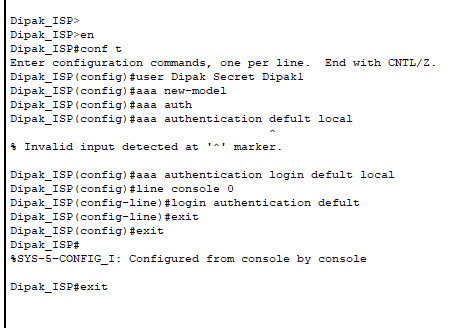 Dipak_ISP>
Dipak_ISP>en
Dipak_ISP#conf t
Enter configuration commands, one per line.  End with CNTL/Z.
Dipak_ISP(config)#user Dipak Secret Dipak1
Dipak_ISP(config)#aaa new-model
Dipak_ISP(config)#aaa auth
Dipak_ISP(config)#aaa authentication defult local
^
% Invalid input detected at '^' marker.
Dipak_ISP(config)#aaa authentication login defult local
Dipak_ISP(config)#line console 0
Dipak_ISP(config-line)#login authentication defult
Dipak_ISP(config-line)#exit
Dipak_ISP(config)#exit
Dipak_ISP#
%SYS-5-CONFIG_I: Configured from console by console
Dipak_ISP#exit